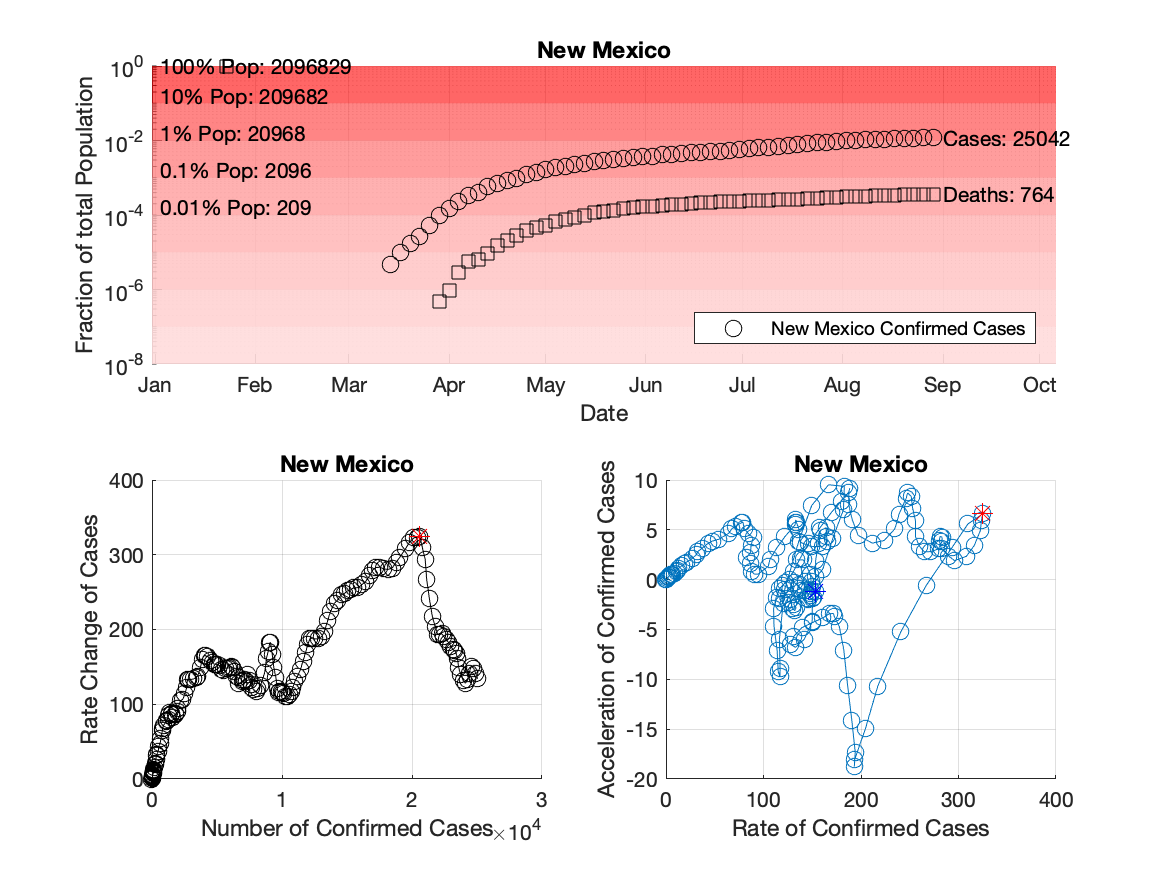 New Mexico
Fraction of total Population
10^0
10^-2
10^-4
10^-6
10^-8
100% Pop: 2096829
10% Pop: 209682
1% Pop: 20968
0.1% Pop: 2096
0.01% Pop: 209
Cases: 25042
Deaths: 764
New Mexico Confirmed Cases
Jan Feb Mar Apr May Jun Jul Aug Sep Oct
Date
New Mexico
Rate Change of Cases
400
300
200
100
0
0 1 2 3
Number of Confirmed Cases ×10^4
New Mexico
Acceleration of Confirmed Cases
10
5
0
-5
-10
-15
-20
0 100 200 300 400
Rate of Confirmed Cases